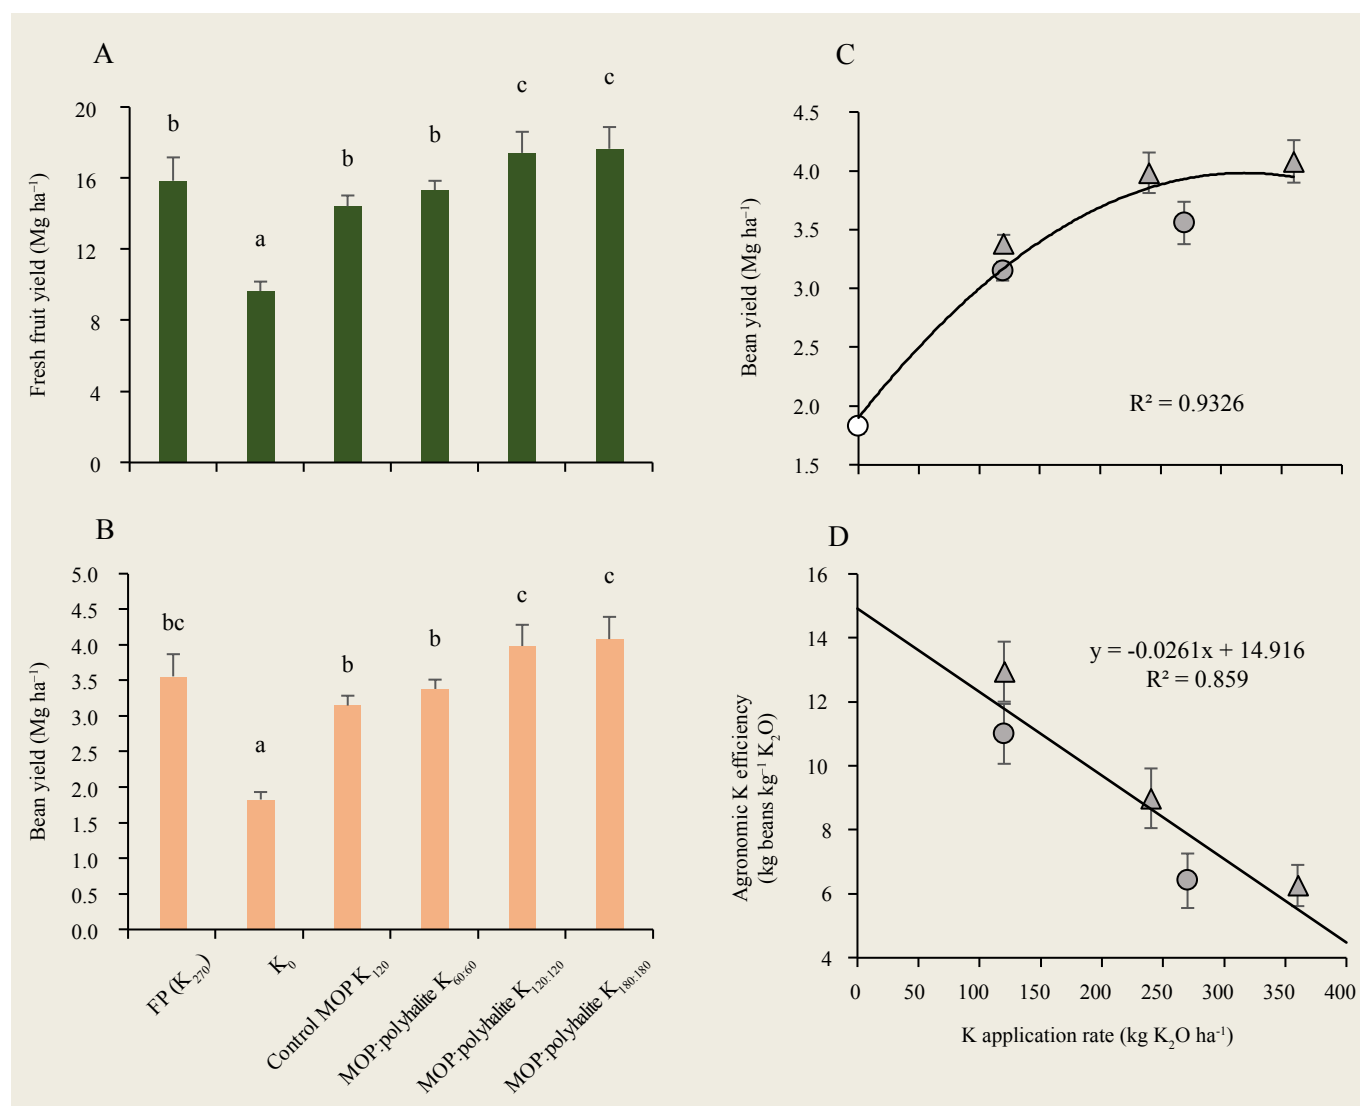 A
Fresh fruit yield (Mg ha⁻¹)
20
16
12
8
4
0
b
a
b
b
c
c
B
Bean yield (Mg ha⁻¹)
5.0
4.5
4.0
3.5
3.0
2.5
2.0
1.5
1.0
0.5
0.0
bc
a
b
b
c
c
FP (K₂₇₀)
K₀
Control MOP K₁₂₀
MOP:polyhalite K₆₀:₆₀
MOP:polyhalite K₁₂₀:₁₂₀
MOP:polyhalite K₁₈₀:₁₈₀
C
Bean yield (Mg ha⁻¹)
4.5
4.0
3.5
3.0
2.5
2.0
1.5
R² = 0.9326
D
Agronomic K efficiency
(kg beans kg⁻¹ K₂O)
16
14
12
10
8
6
4
y = -0.0261x + 14.916
R² = 0.859
0 50 100 150 200 250 300 350 400
K application rate (kg K₂O ha⁻¹)